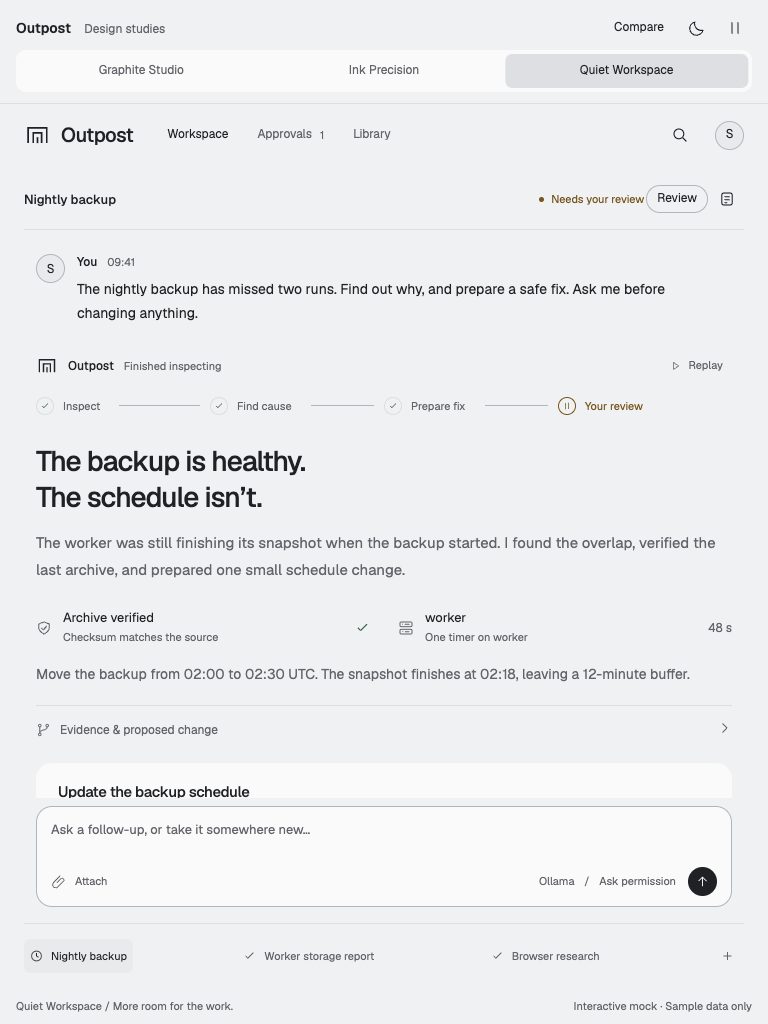 Outpost Design studies Compare
Graphite Studio Ink Precision Quiet Workspace
Outpost Workspace Approvals 1 Library S
Nightly backup Needs your review Review
S You 09:41
The nightly backup has missed two runs. Find out why, and prepare a safe fix. Ask me before
changing anything.
Outpost Finished inspecting Replay
Inspect Find cause Prepare fix Your review
The backup is healthy.
The schedule isn’t.
The worker was still finishing its snapshot when the backup started. I found the overlap, verified the
last archive, and prepared one small schedule change.
Archive verified worker
Checksum matches the source One timer on worker 48 s
Move the backup from 02:00 to 02:30 UTC. The snapshot finishes at 02:18, leaving a 12-minute buffer.
Evidence & proposed change
Update the backup schedule
Ask a follow-up, or take it somewhere new…
Attach Ollama / Ask permission
Nightly backup Worker storage report Browser research
Quiet Workspace / More room for the work. Interactive mock · Sample data only